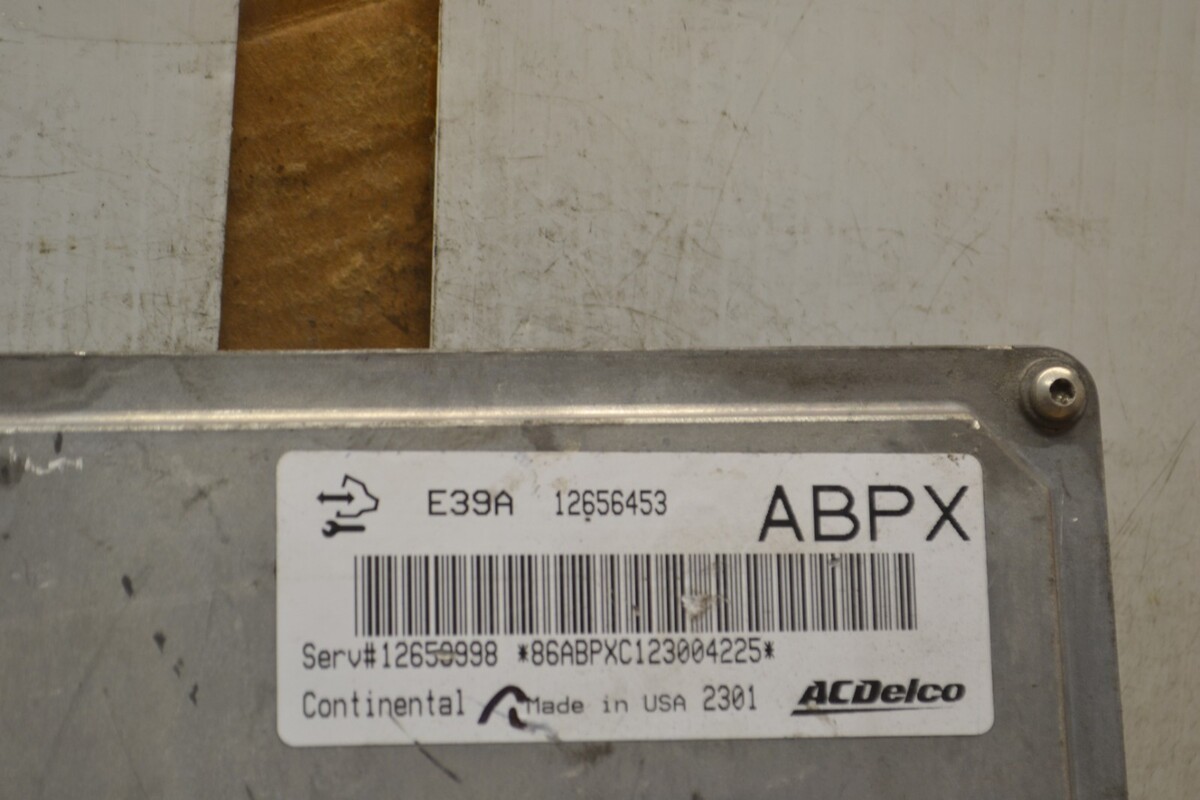 E39A 12656453 ABPX
Serv#12659998 *86ABPXC123004225*
Continental Made in USA 2301 ACDelco